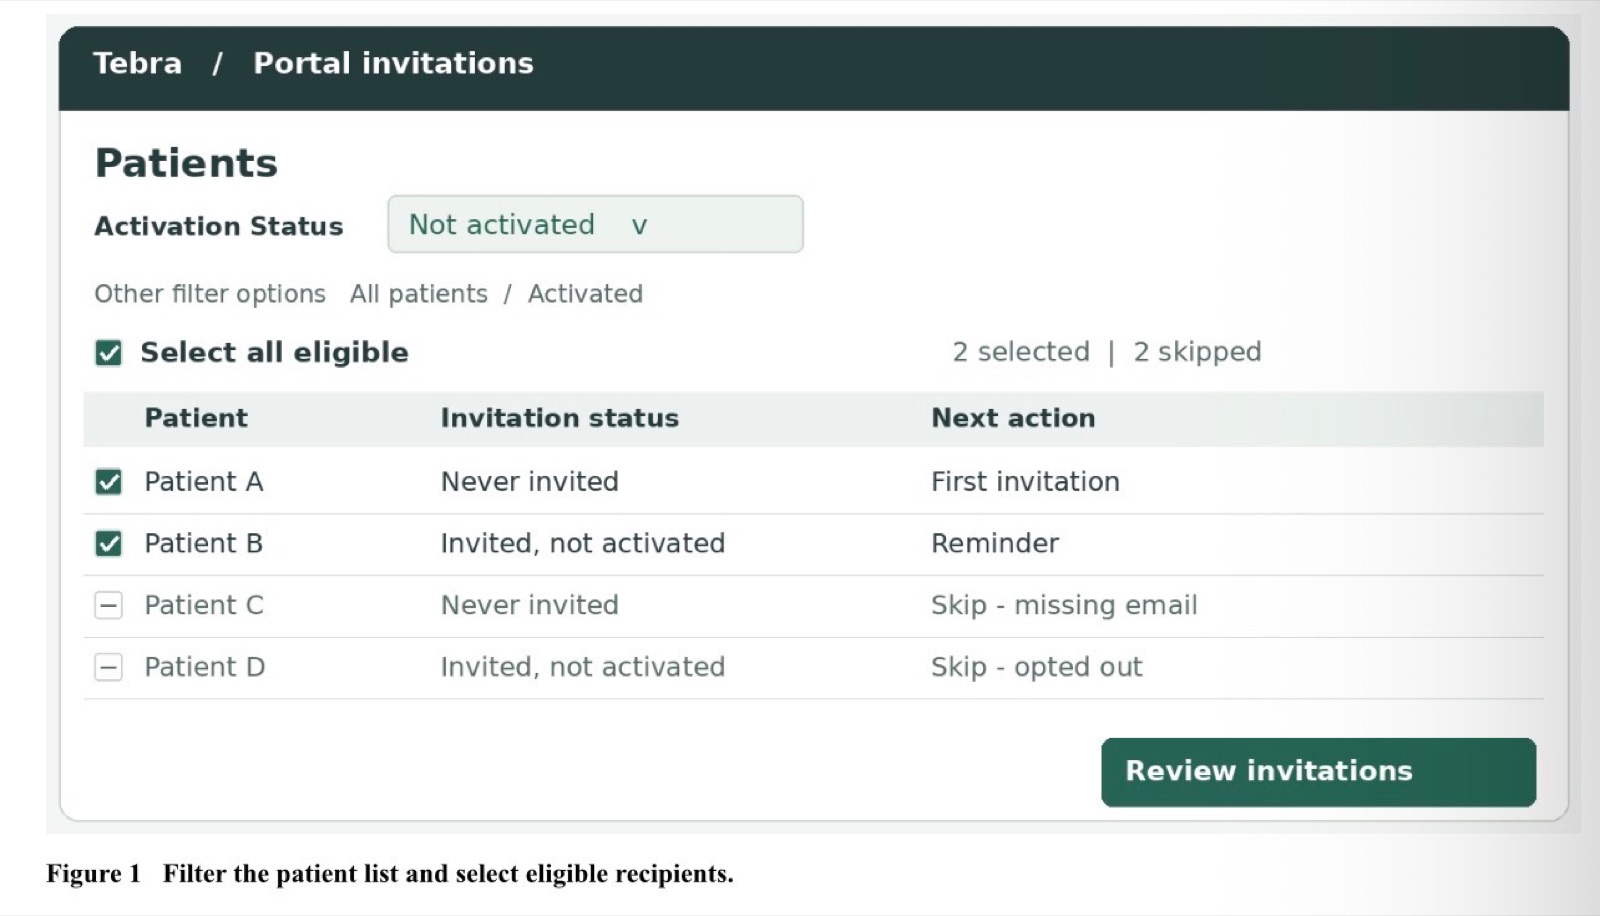 Tebra / Portal invitations
Patients
Activation Status Not activated v
Other filter options All patients / Activated
Select all eligible 2 selected | 2 skipped
Patient Invitation status Next action
Patient A Never invited First invitation
Patient B Invited, not activated Reminder
Patient C Never invited Skip - missing email
Patient D Invited, not activated Skip - opted out
Review invitations
Figure 1 Filter the patient list and select eligible recipients.